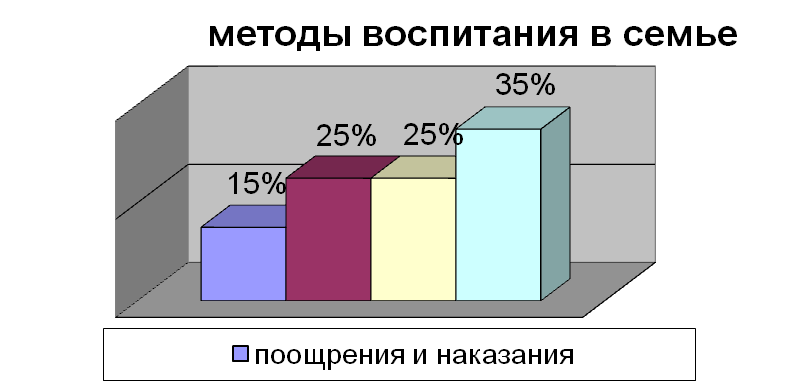 методы воспитания в семье
35%
25%
25%
15%
поощрения и наказания